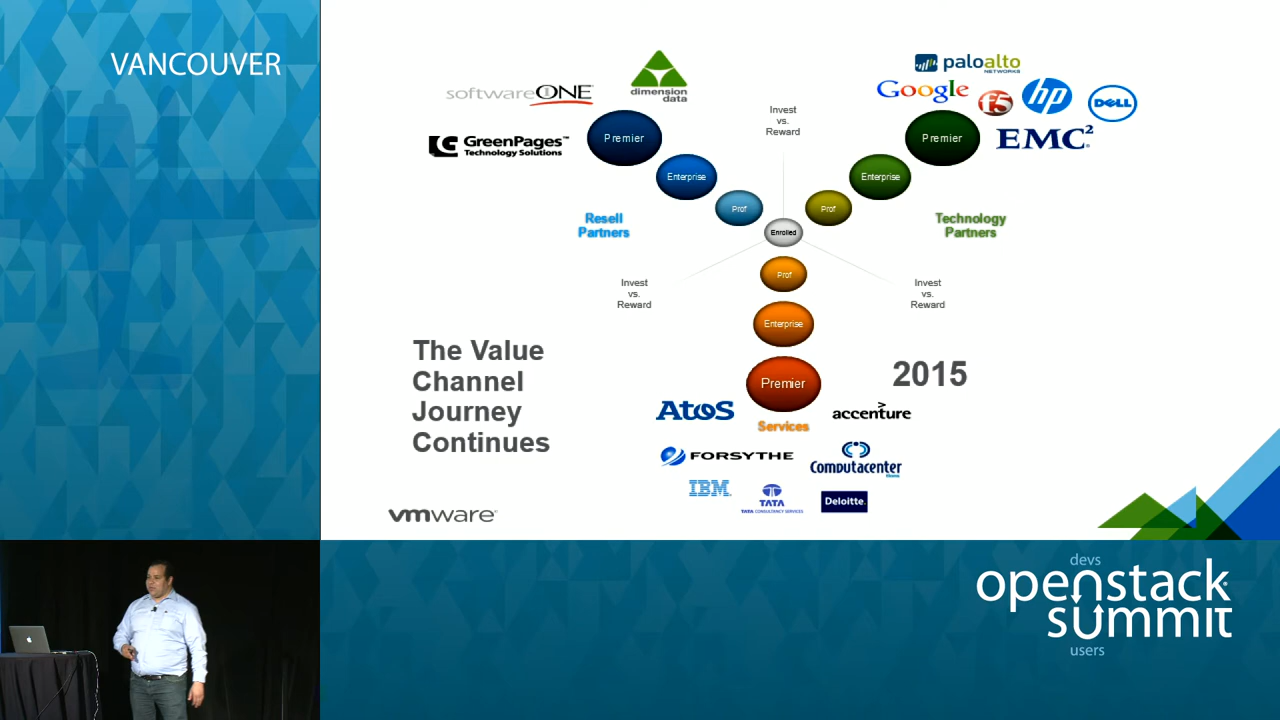 VANCOUVER
softwareONE
dimension
data
GreenPages™
Technology Solutions
Premier
Enterprise
Prof
Resell
Partners
Invest
vs.
Reward
paloalto
NETWORKS
Google
f5
hp
DELL
EMC²
Premier
Enterprise
Prof
Technology
Partners
Enrolled
Invest
vs.
Reward
Invest
vs.
Reward
Prof
Enterprise
Premier
Services
The Value
Channel
Journey
Continues
2015
Atos
accenture
FORSYTHE
Computacenter
IBM
TATA
TATA CONSULTANCY SERVICES
Deloitte.
vmware
devs
openstack
summit
users